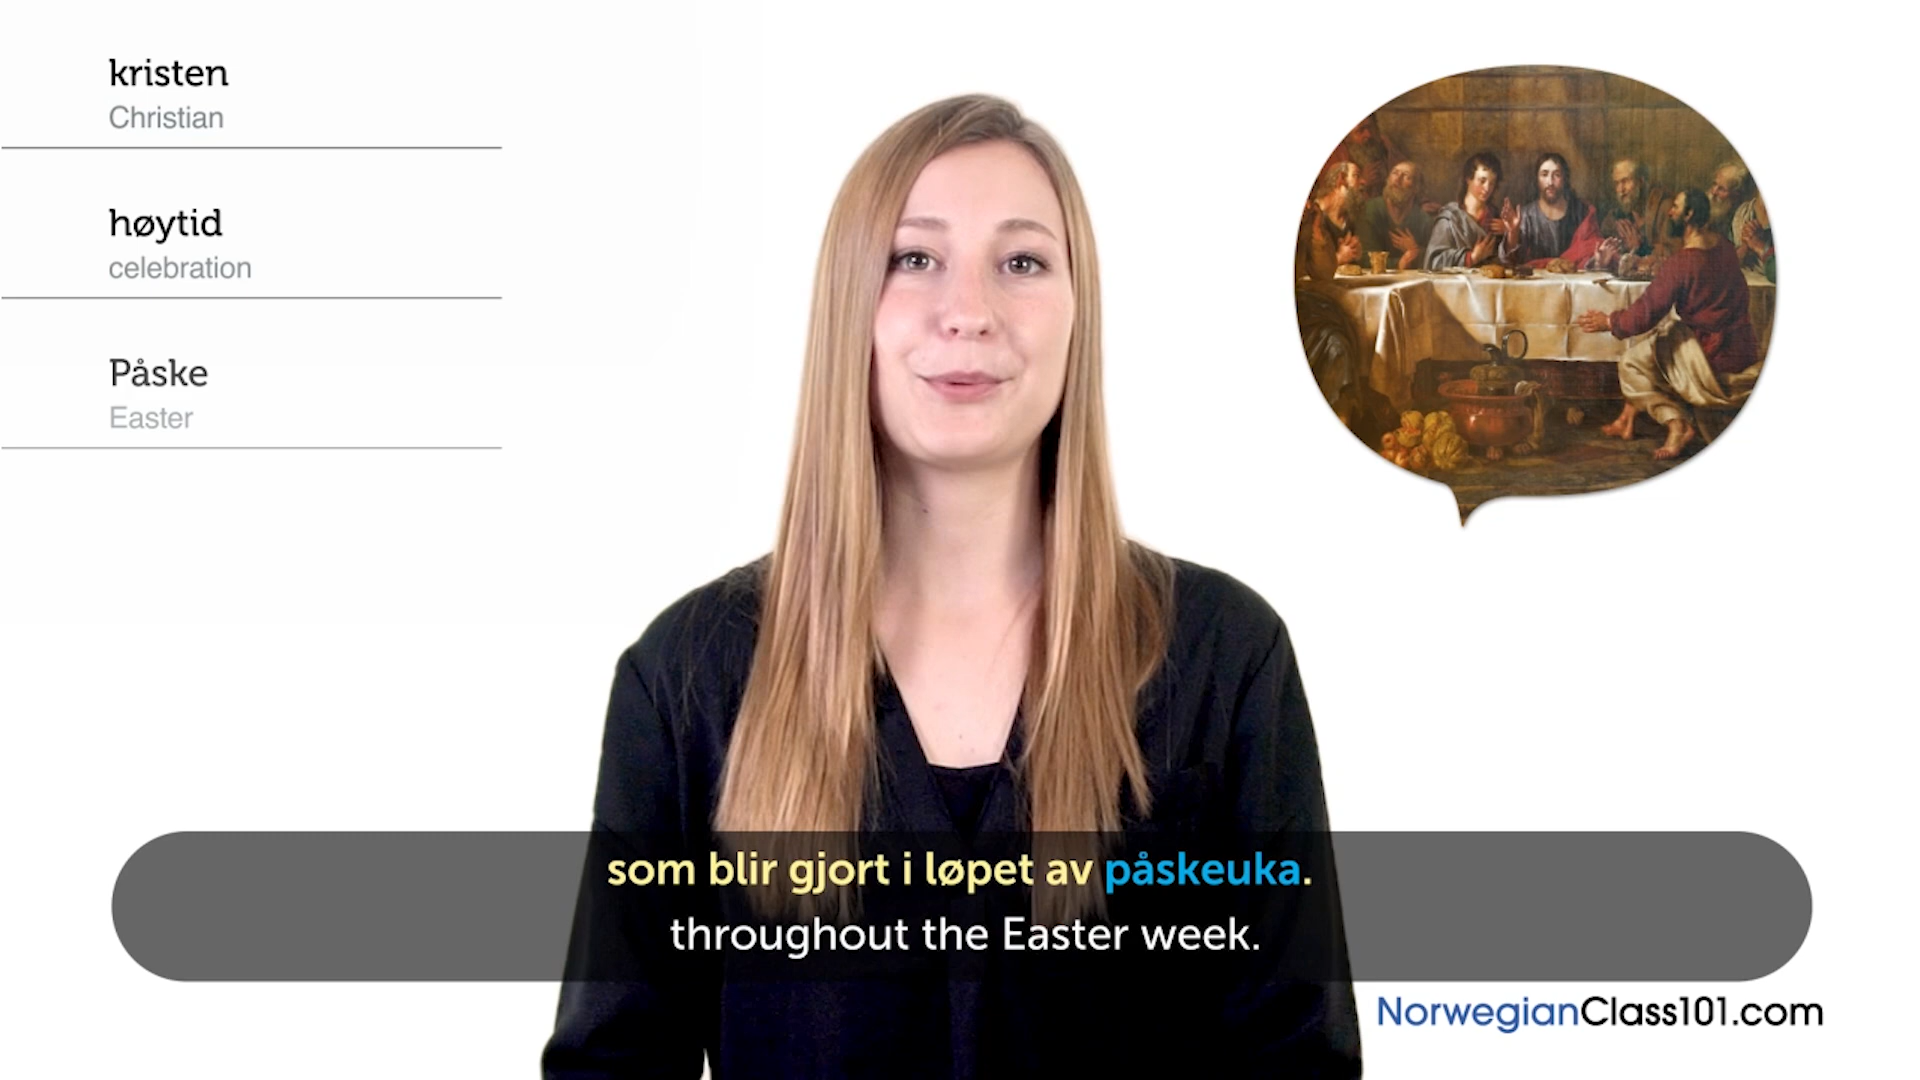 kristen
Christian
høytid
celebration
Påske
Easter
som blir gjort i løpet av påskeuka.
throughout the Easter week.
NorwegianClass101.com